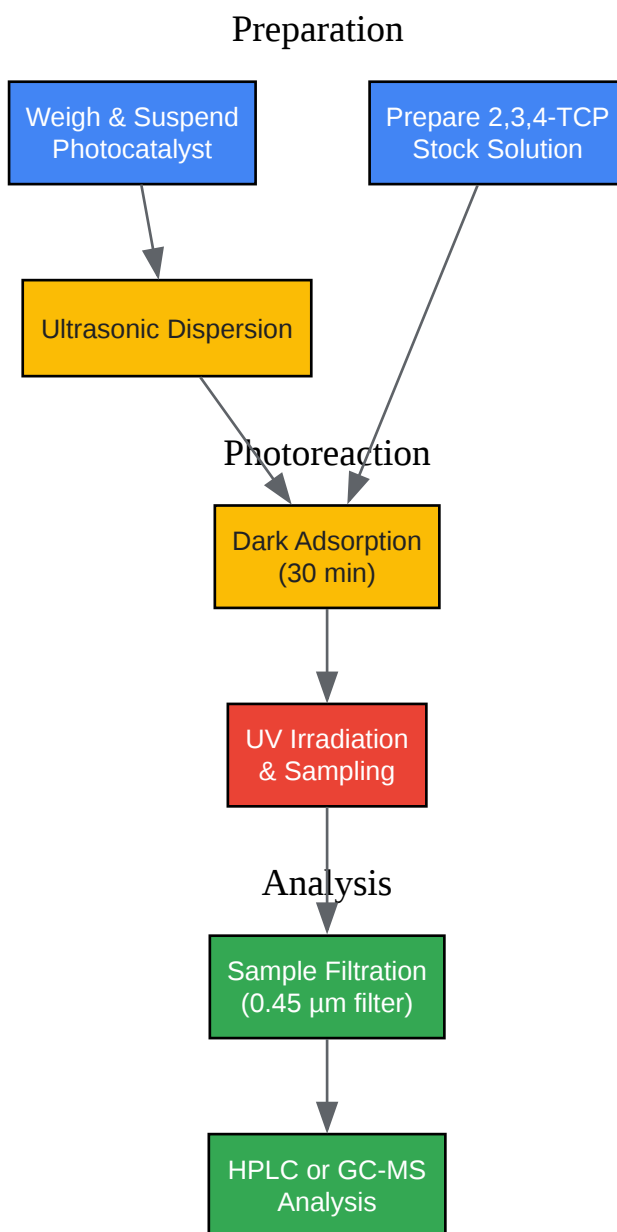 Preparation
Weigh & Suspend
Photocatalyst
Prepare 2,3,4-TCP
Stock Solution
Ultrasonic Dispersion
Photoreaction
Dark Adsorption
(30 min)
UV Irradiation
& Sampling
Analysis
Sample Filtration
(0.45 µm filter)
HPLC or GC-MS
Analysis